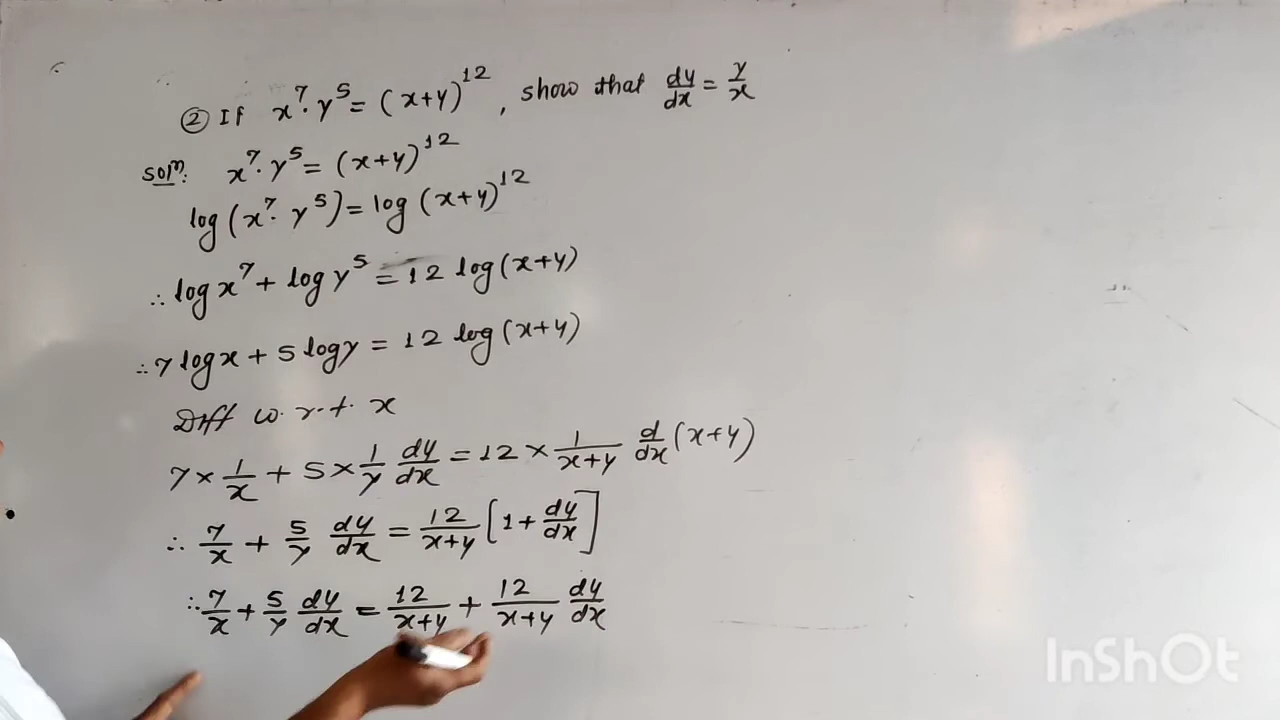 ② If x⁷·y⁵ = (x+y)¹², show that dy/dx = y/x
Solⁿ: x⁷·y⁵ = (x+y)¹²
log(x⁷·y⁵) = log(x+y)¹²
∴ log x⁷ + log y⁵ = 12 log(x+y)
∴ 7 log x + 5 log y = 12 log(x+y)
Diff w.r.t. x
7 × 1/x + 5 × 1/y dy/dx = 12 × 1/(x+y) d/dx (x+y)
∴ 7/x + 5/y dy/dx = 12/(x+y) [1 + dy/dx]
∴ 7/x + 5/y dy/dx = 12/(x+y) + 12/(x+y) dy/dx
InShOt